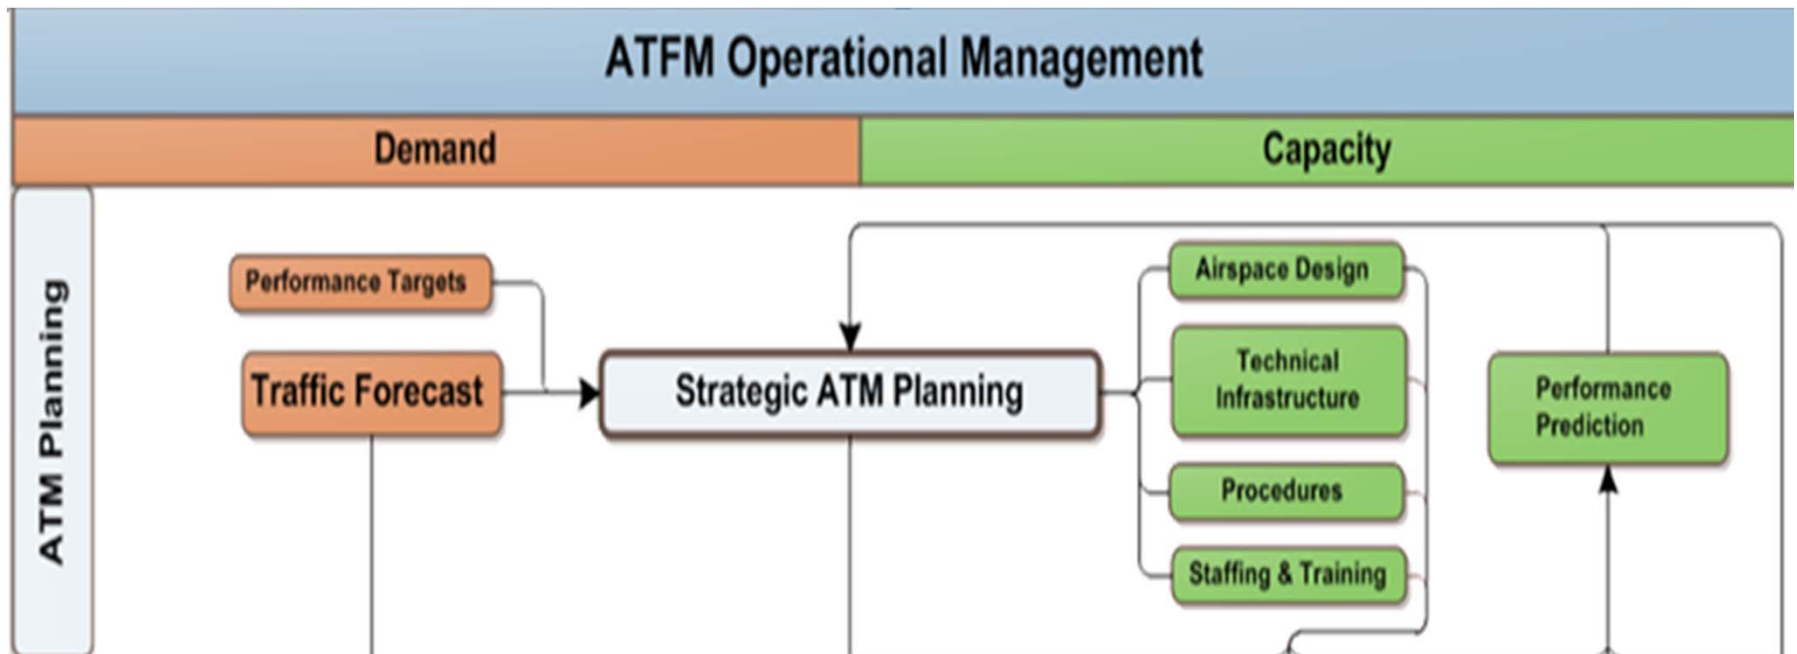 ATFM Operational Management
Demand
Capacity
ATM Planning
Performance Targets
Traffic Forecast
Strategic ATM Planning
Airspace Design
Technical
Infrastructure
Procedures
Staffing & Training
Performance
Prediction